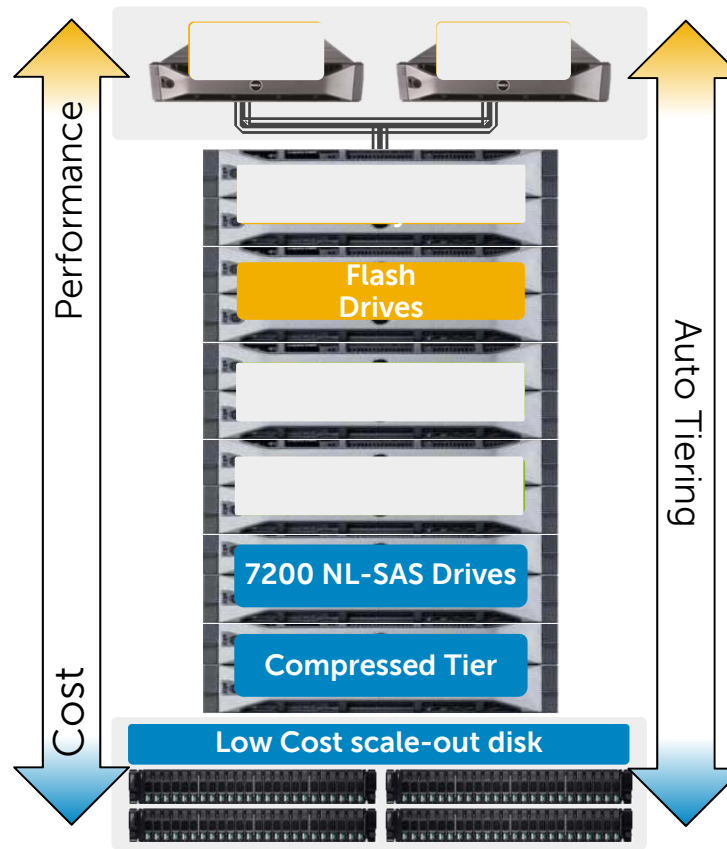 Performance
Cost
Flash
Drives
7200 NL-SAS Drives
Compressed Tier
Low Cost scale-out disk
Auto Tiering